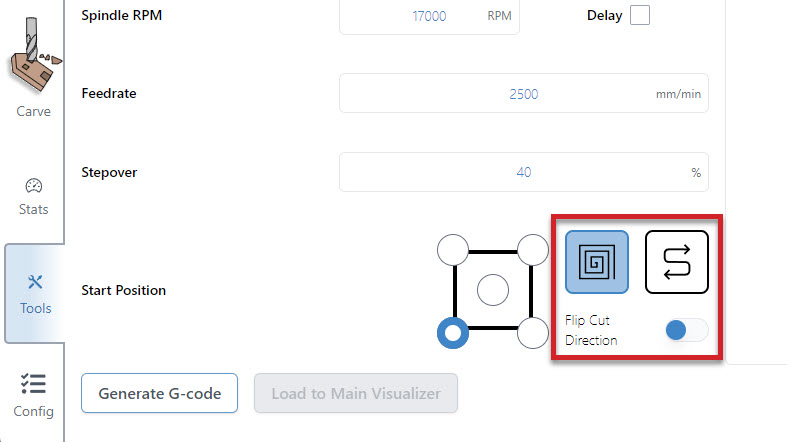 Spindle RPM
17000 RPM
Delay
Carve
Feedrate
2500 mm/min
Stepover
40 %
Stats
Start Position
Flip Cut
Direction
Tools
Generate G-code
Load to Main Visualizer
Config